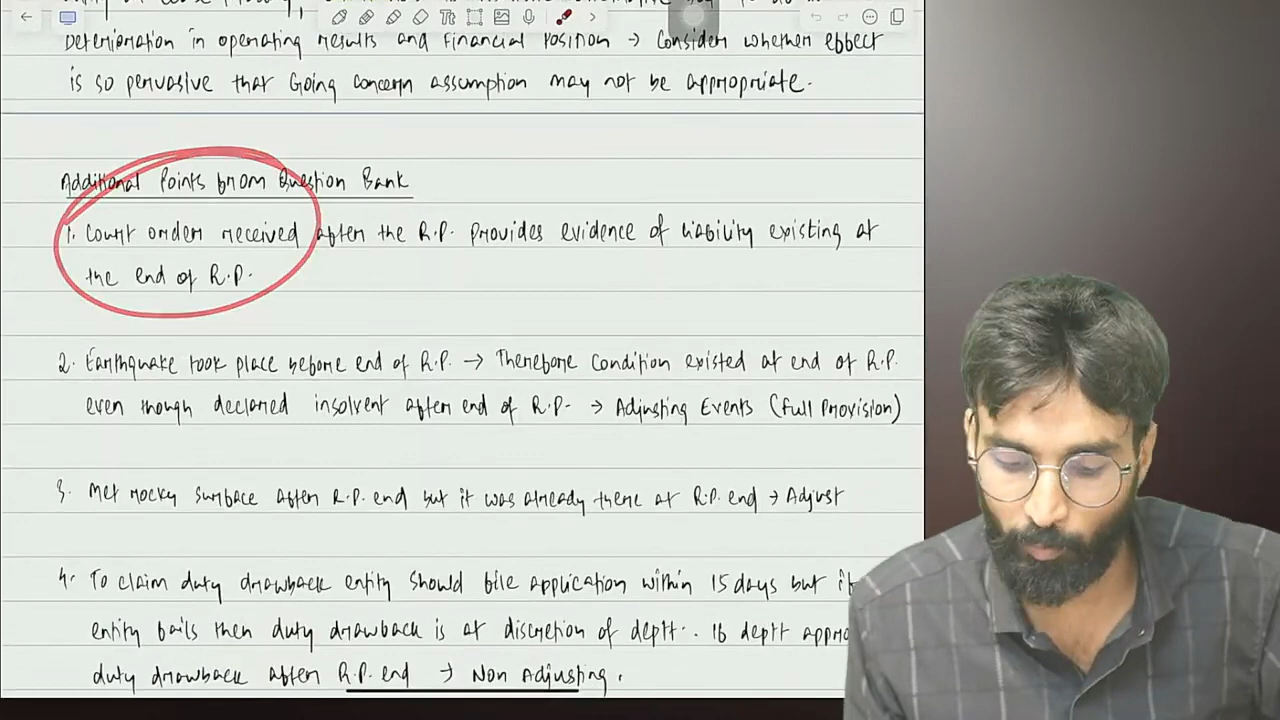 Deterioration in operating results and Financial Position → Consider whether effect
is so pervasive that Going concern assumption may not be appropriate.
Additional Points from Question Bank
1. Court order received after the R.P. provides evidence of liability existing at
the end of R.P.
2. Earthquake took place before end of R.P. → Therefore Condition existed at end of R.P.
even though declared insolvent after end of R.P. → Adjusting Events (Full Provision)
3. Met rocky surface after R.P. end but it was already there at R.P. end → Adjust
4. To claim duty drawback entity should file application within 15 days but if
entity fails then duty drawback is at discretion of deptt.. If deptt appro
duty drawback after R.P. end → Non Adjusting.